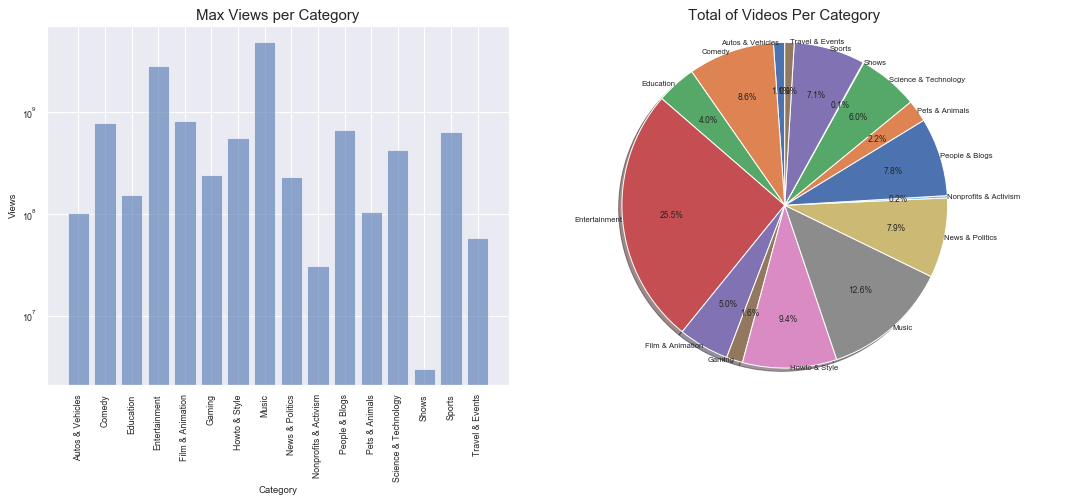 Max Views per Category
10^9
10^8
10^7
Views
Autos & Vehicles
Comedy
Education
Entertainment
Film & Animation
Gaming
Howto & Style
Music
News & Politics
Nonprofits & Activism
People & Blogs
Pets & Animals
Science & Technology
Shows
Sports
Travel & Events
Category
Total of Videos Per Category
Autos & Vehicles
Travel & Events
Comedy
Sports
Shows
Education
Science & Technology
Pets & Animals
People & Blogs
Nonprofits & Activism
Entertainment
News & Politics
Music
Film & Animation
Gaming
Howto & Style
8.6%
7.1%
0.1%
4.0%
6.0%
2.2%
7.8%
0.2%
25.5%
7.9%
12.6%
5.0%
1.6%
9.4%